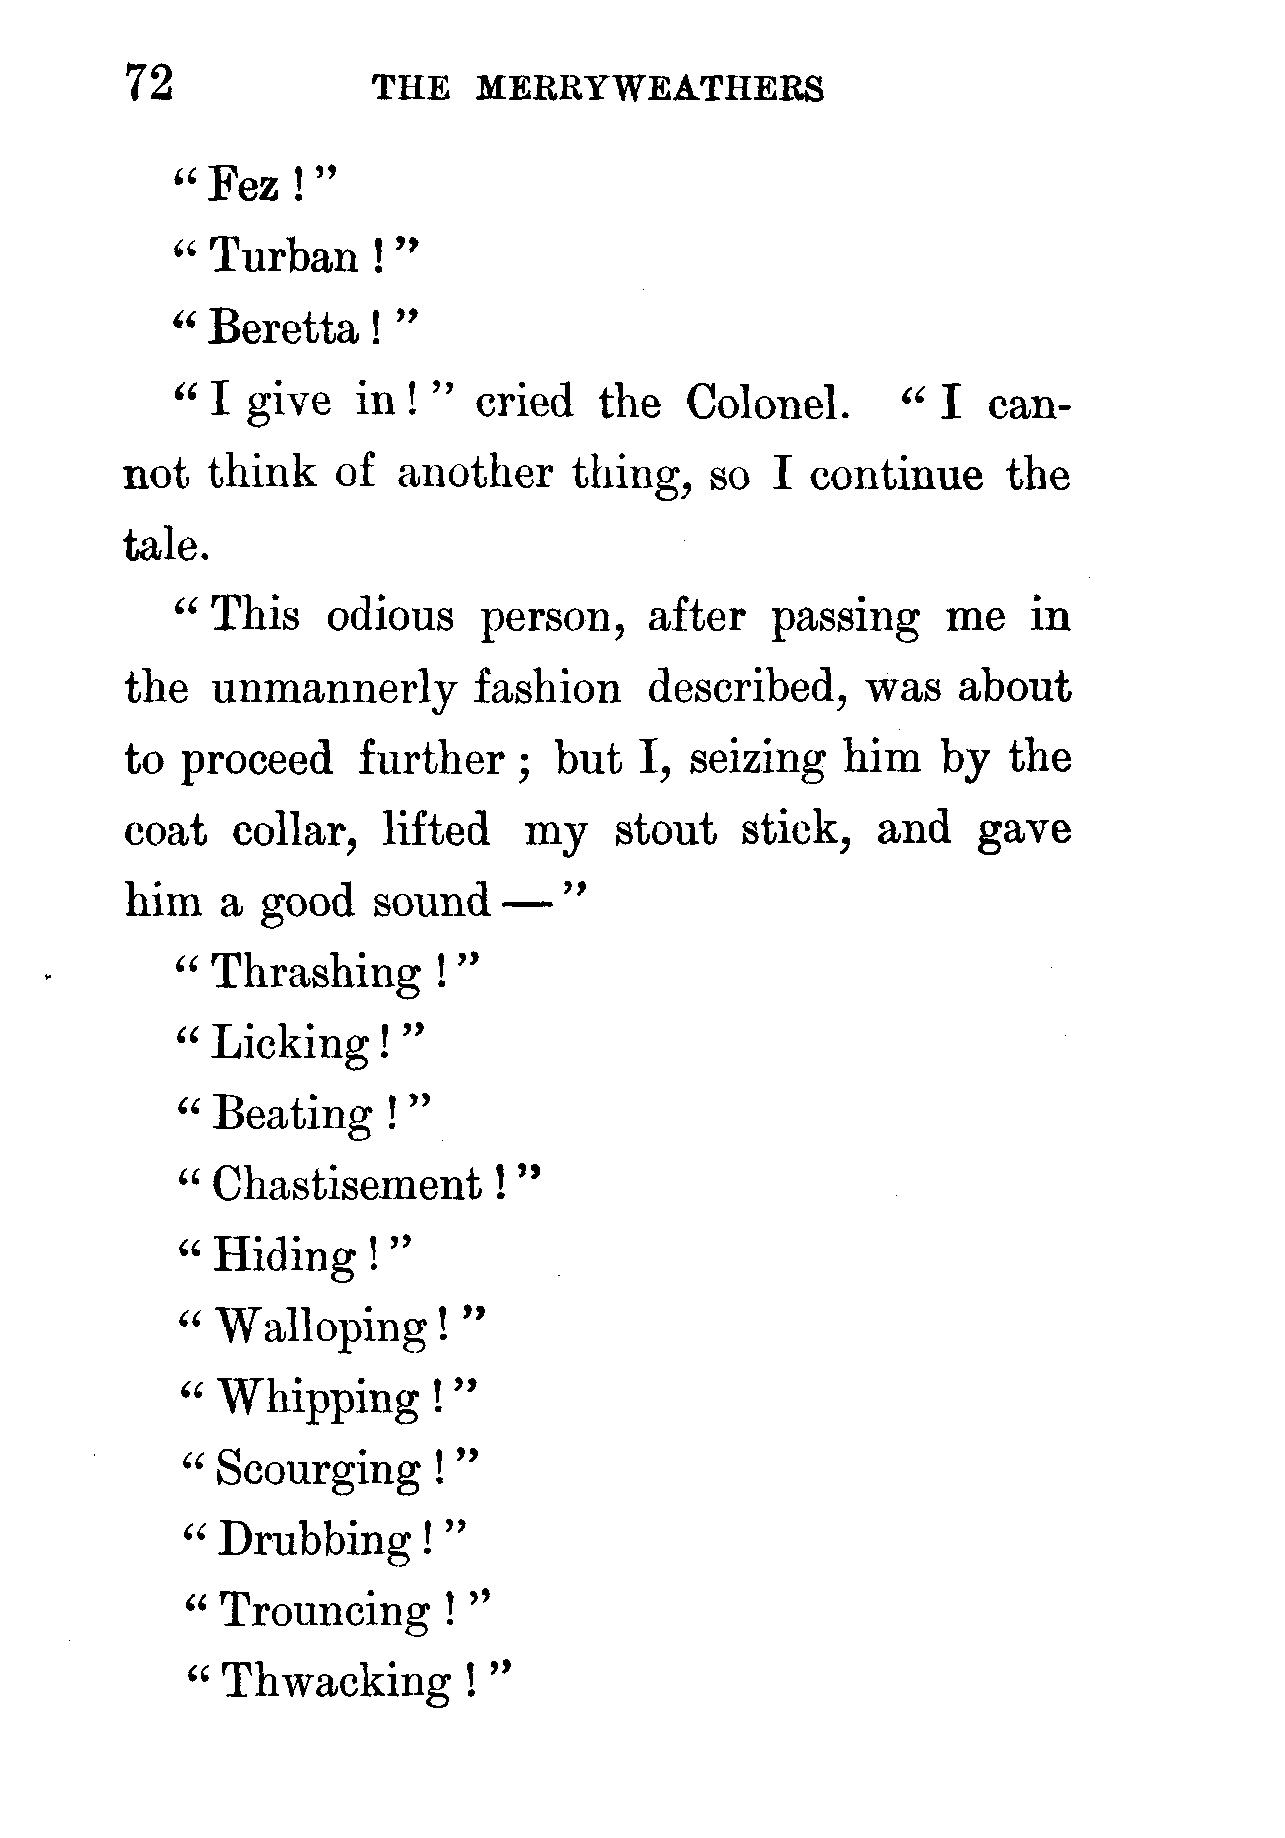 72 THE MERRYWEATHERS
“ Fez ! ”
“ Turban ! ”
“ Beretta ! ”
“ I give in ! ” cried the Colonel. “ I can-
not think of another thing, so I continue the
tale.
“ This odious person, after passing me in
the unmannerly fashion described, was about
to proceed further ; but I, seizing him by the
coat collar, lifted my stout stick, and gave
him a good sound — ”
“ Thrashing ! ”
“ Licking ! ”
“ Beating ! ”
“ Chastisement ! ”
“ Hiding ! ”
“ Walloping ! ”
“ Whipping ! ”
“ Scourging ! ”
“ Drubbing ! ”
“ Trouncing ! ”
“ Thwacking ! ”